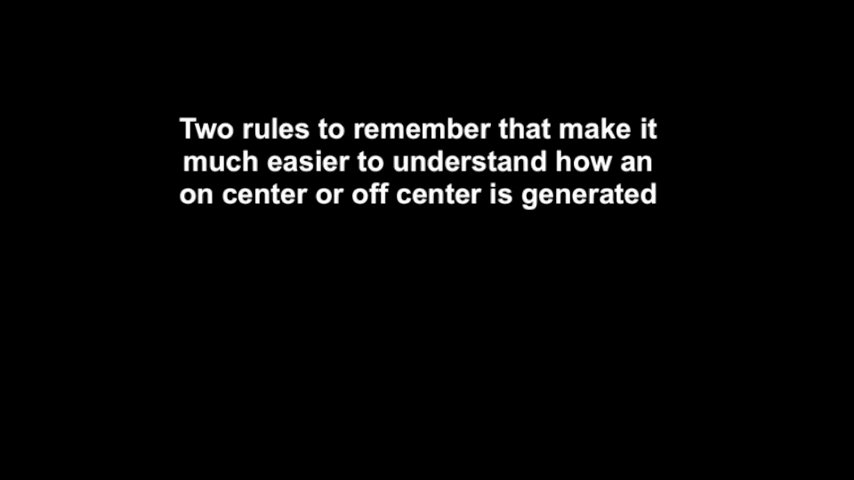 Two rules to remember that make it
much easier to understand how an
on center or off center is generated